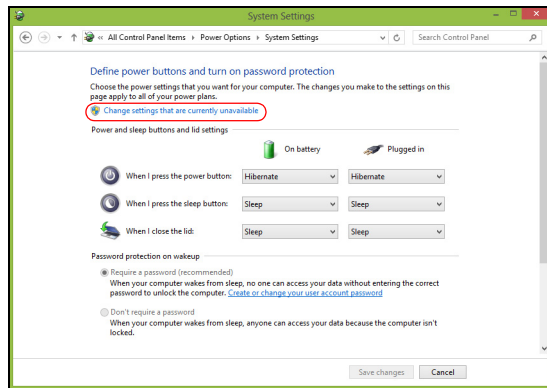 System Settings
« All Control Panel Items Power Options System Settings
Search Control Panel
Define power buttons and turn on password protection
Choose the power settings that you want for your computer. The changes you make to the settings on this
page apply to all of your power plans.
Change settings that are currently unavailable
Power and sleep buttons and lid settings
On battery Plugged in
When I press the power button: Hibernate Hibernate
When I press the sleep button: Sleep Sleep
When I close the lid: Sleep Sleep
Password protection on wakeup
Require a password (recommended)
When your computer wakes from sleep, no one can access your data without entering the correct
password to unlock the computer. Create or change your user account password
Don't require a password
When your computer wakes from sleep, anyone can access your data because the computer isn't
locked.
Save changes Cancel